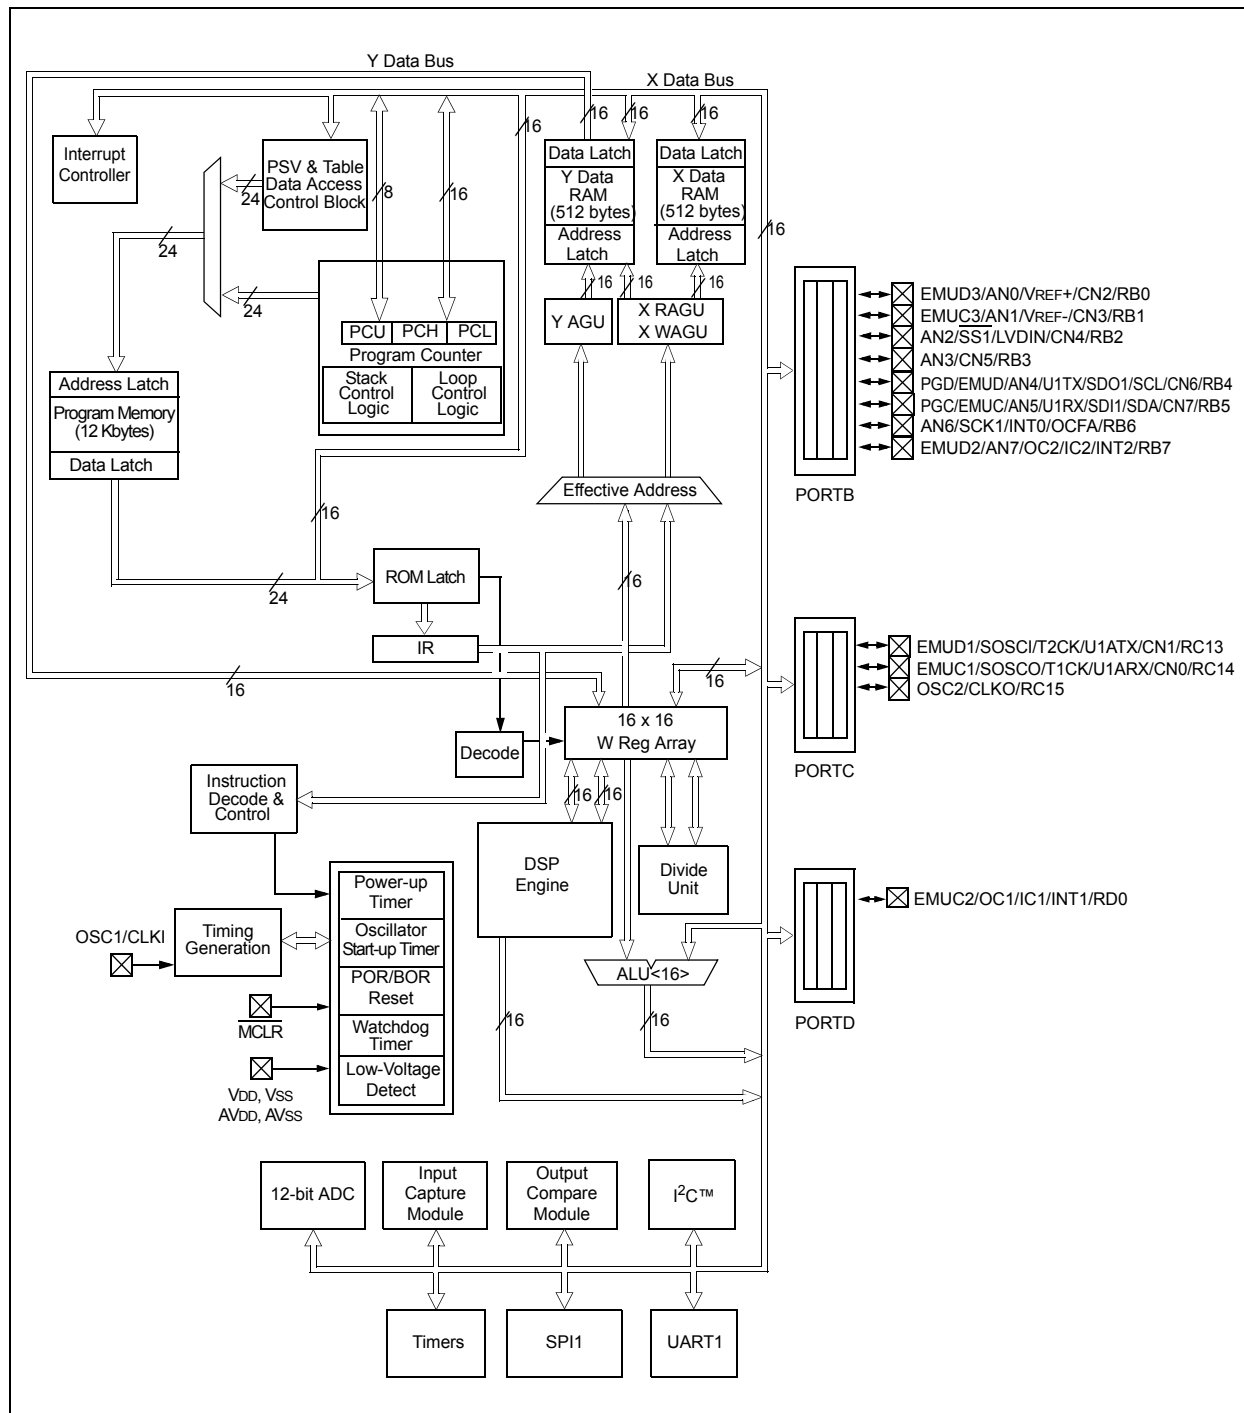 Y Data Bus
X Data Bus
16
16
16
16
Interrupt
Controller
PSV & Table
Data Access
Control Block
24
8
16
24
24
Data Latch
Y Data
RAM
(512 bytes)
Address
Latch
Data Latch
X Data
RAM
(512 bytes)
Address
Latch
16
16
16
16
Y AGU
X RAGU
X WAGU
PCU PCH PCL
Program Counter
Stack
Control
Logic
Loop
Control
Logic
Address Latch
Program Memory
(12 Kbytes)
Data Latch
Effective Address
16
24
ROM Latch
16
IR
16
16
16 x 16
W Reg Array
Decode
Instruction
Decode &
Control
16
16
DSP
Engine
Divide
Unit
Power-up
Timer
Oscillator
Start-up Timer
POR/BOR
Reset
Watchdog
Timer
Low-Voltage
Detect
OSC1/CLKI
Timing
Generation
MCLR
VDD, VSS
AVDD, AVSS
ALU<16>
16
16
EMUD3/AN0/VREF+/CN2/RB0
EMUC3/AN1/VREF-/CN3/RB1
AN2/SS1/LVDIN/CN4/RB2
AN3/CN5/RB3
PGD/EMUD/AN4/U1TX/SDO1/SCL/CN6/RB4
PGC/EMUC/AN5/U1RX/SDI1/SDA/CN7/RB5
AN6/SCK1/INT0/OCFA/RB6
EMUD2/AN7/OC2/IC2/INT2/RB7
PORTB
EMUD1/SOSCI/T2CK/U1ATX/CN1/RC13
EMUC1/SOSCO/T1CK/U1ARX/CN0/RC14
OSC2/CLKO/RC15
PORTC
EMUC2/OC1/IC1/INT1/RD0
PORTD
12-bit ADC
Input
Capture
Module
Output
Compare
Module
I²C™
Timers
SPI1
UART1